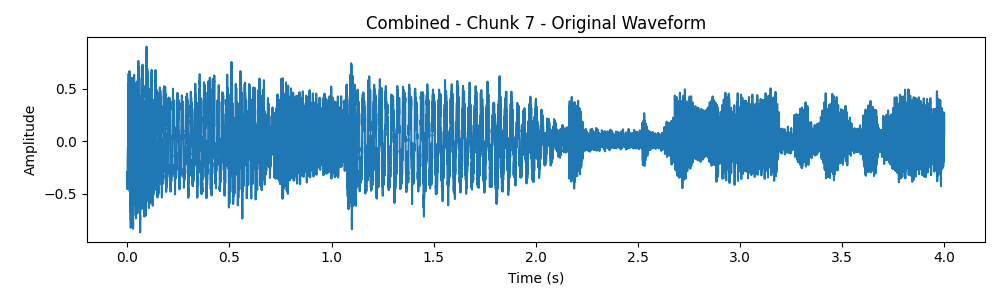 Combined - Chunk 7 - Original Waveform
Amplitude
0.5
0.0
−0.5
0.0 0.5 1.0 1.5 2.0 2.5 3.0 3.5 4.0
Time (s)